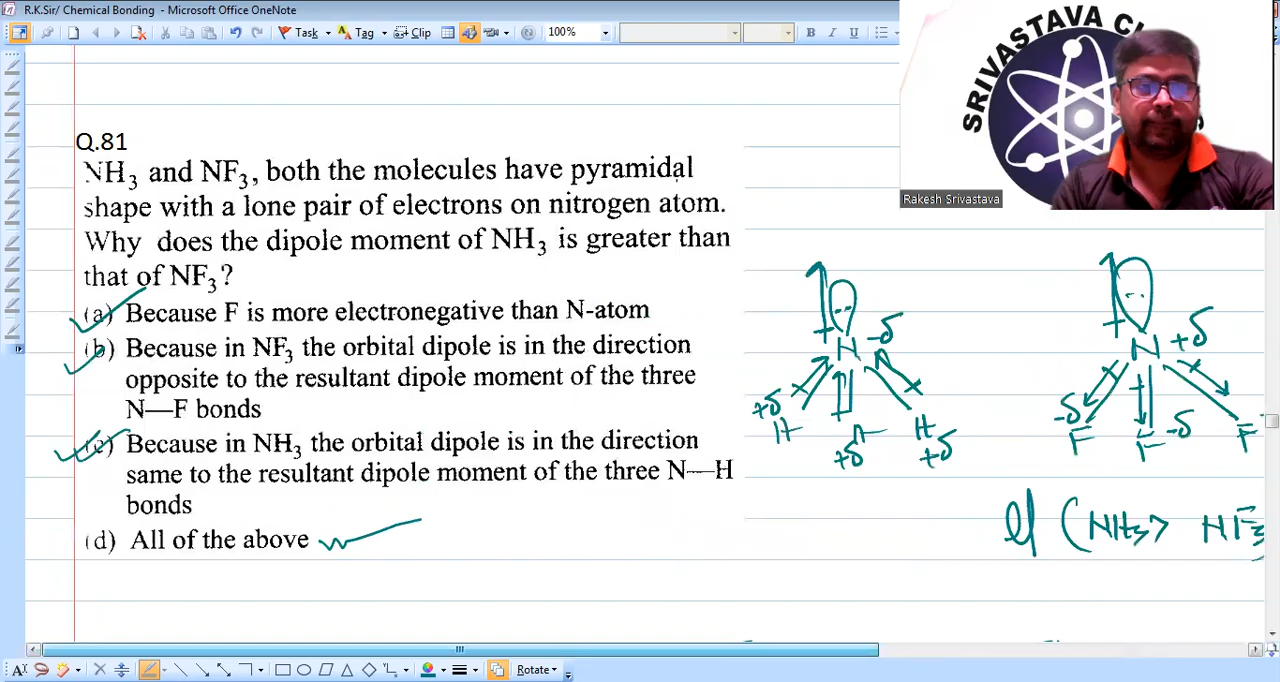 R.K.Sir/ Chemical Bonding - Microsoft Office OneNote
Task
Tag
Clip
100%
B I U
SRIVASTAVA CL
Rakesh Srivastava
Q.81
NH3 and NF3, both the molecules have pyramidal
shape with a lone pair of electrons on nitrogen atom.
Why does the dipole moment of NH3 is greater than
that of NF3?
(a) Because F is more electronegative than N-atom
(b) Because in NF3 the orbital dipole is in the direction
opposite to the resultant dipole moment of the three
N—F bonds
(c) Because in NH3 the orbital dipole is in the direction
same to the resultant dipole moment of the three N—H
bonds
(d) All of the above
N -δ
+δ H
H +δ
H +δ
N +δ
-δ F
F -δ
F
(NH3 > NF3
Rotate